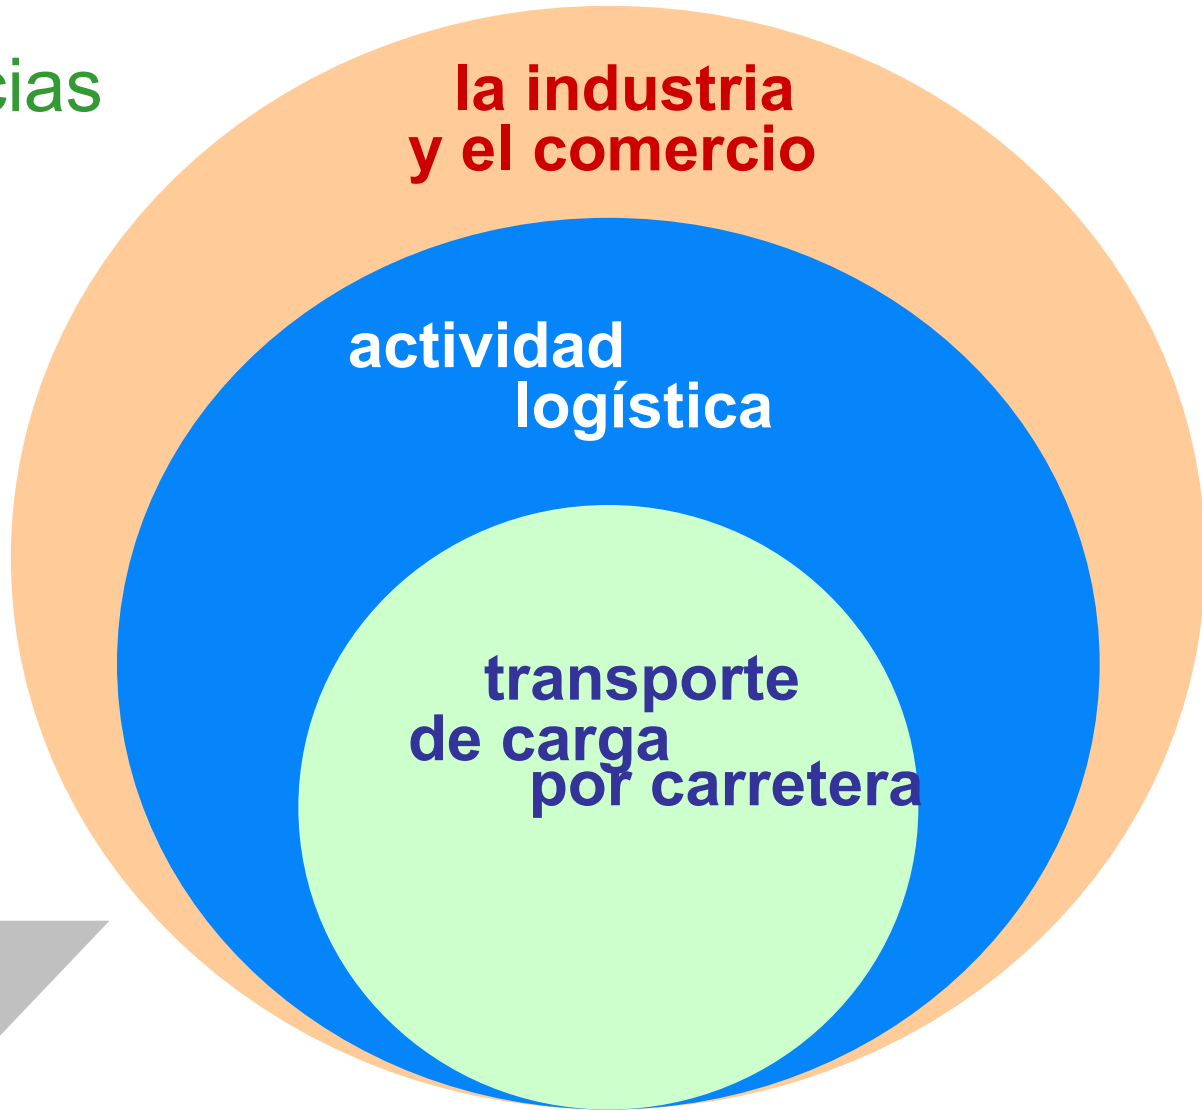 cias
la industria
y el comercio
actividad
logística
transporte
de carga
por carretera